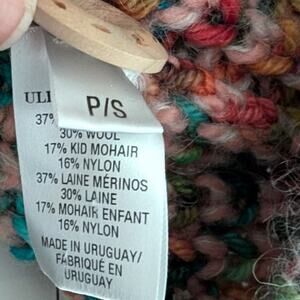 P/S
37%
30% WOOL
17% KID MOHAIR
16% NYLON
37% LAINE MÉRINOS
30% LAINE
17% MOHAIR ENFANT
16% NYLON
MADE IN URUGUAY/
FABRIQUÉ EN
URUGUAY